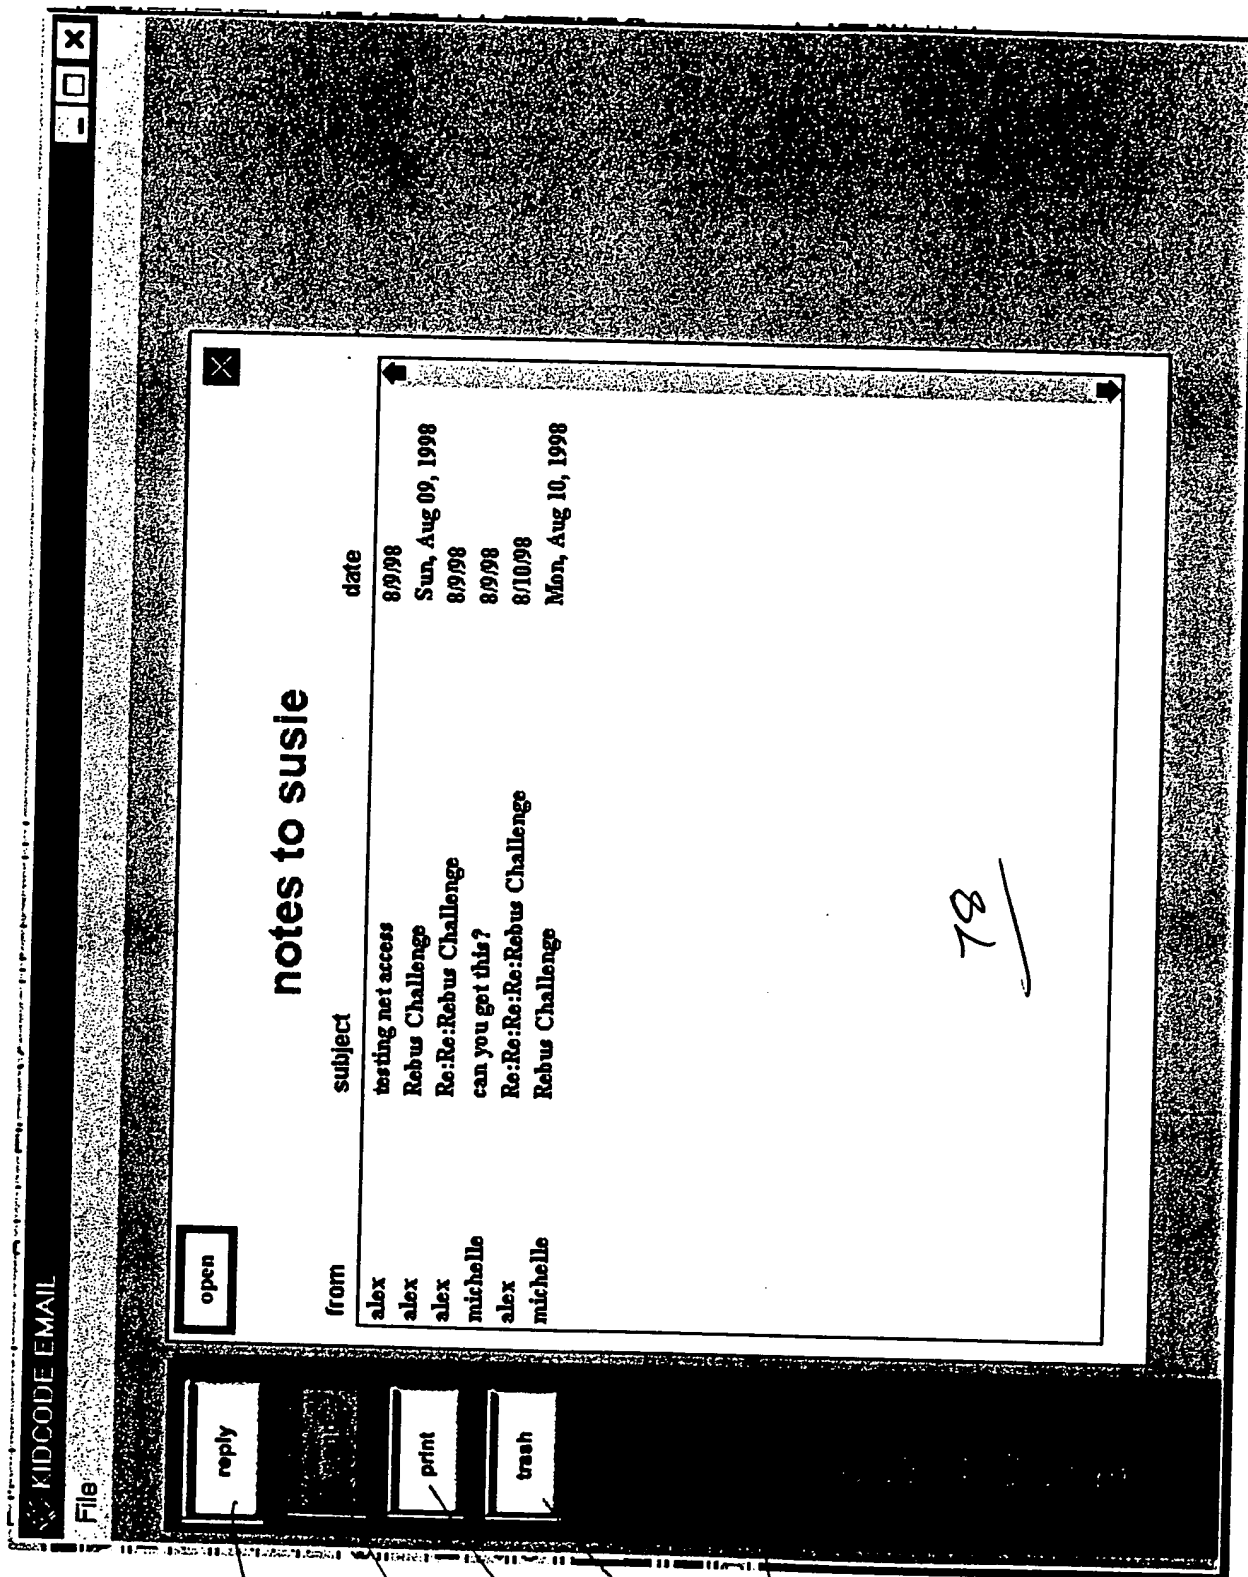 KIDCODE EMAIL
File
reply
print
trash
open
notes to susie
from subject date
alex testing net access 8/9/98
alex Rebus Challenge Sun, Aug 09, 1998
alex Re:Re:Rebus Challenge 8/9/98
michelle can you get this? 8/9/98
alex Re:Re:Re:Rebus Challenge 8/10/98
michelle Rebus Challenge Mon, Aug 10, 1998
78